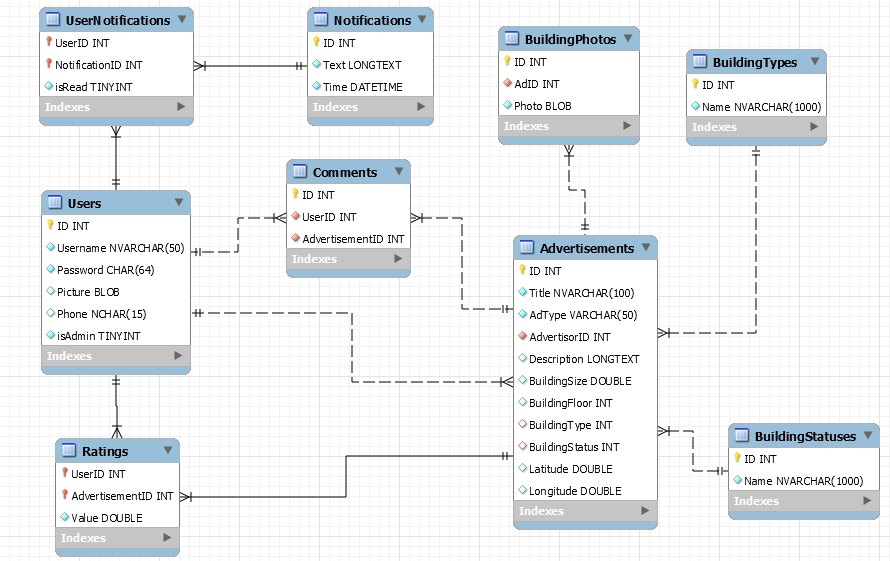 UserNotifications
UserID INT
NotificationID INT
isRead TINYINT
Indexes
Notifications
ID INT
Text LONGTEXT
Time DATETIME
Indexes
BuildingPhotos
ID INT
AdID INT
Photo BLOB
Indexes
BuildingTypes
ID INT
Name NVARCHAR(1000)
Indexes
Users
ID INT
Username NVARCHAR(50)
Password CHAR(64)
Picture BLOB
Phone NCHAR(15)
isAdmin TINYINT
Indexes
Comments
ID INT
UserID INT
AdvertisementID INT
Indexes
Advertisements
ID INT
Title NVARCHAR(100)
AdType VARCHAR(50)
AdvertisorID INT
Description LONGTEXT
BuildingSize DOUBLE
BuildingFloor INT
BuildingType INT
BuildingStatus INT
Latitude DOUBLE
Longitude DOUBLE
Indexes
Ratings
UserID INT
AdvertisementID INT
Value DOUBLE
Indexes
BuildingStatuses
ID INT
Name NVARCHAR(1000)
Indexes